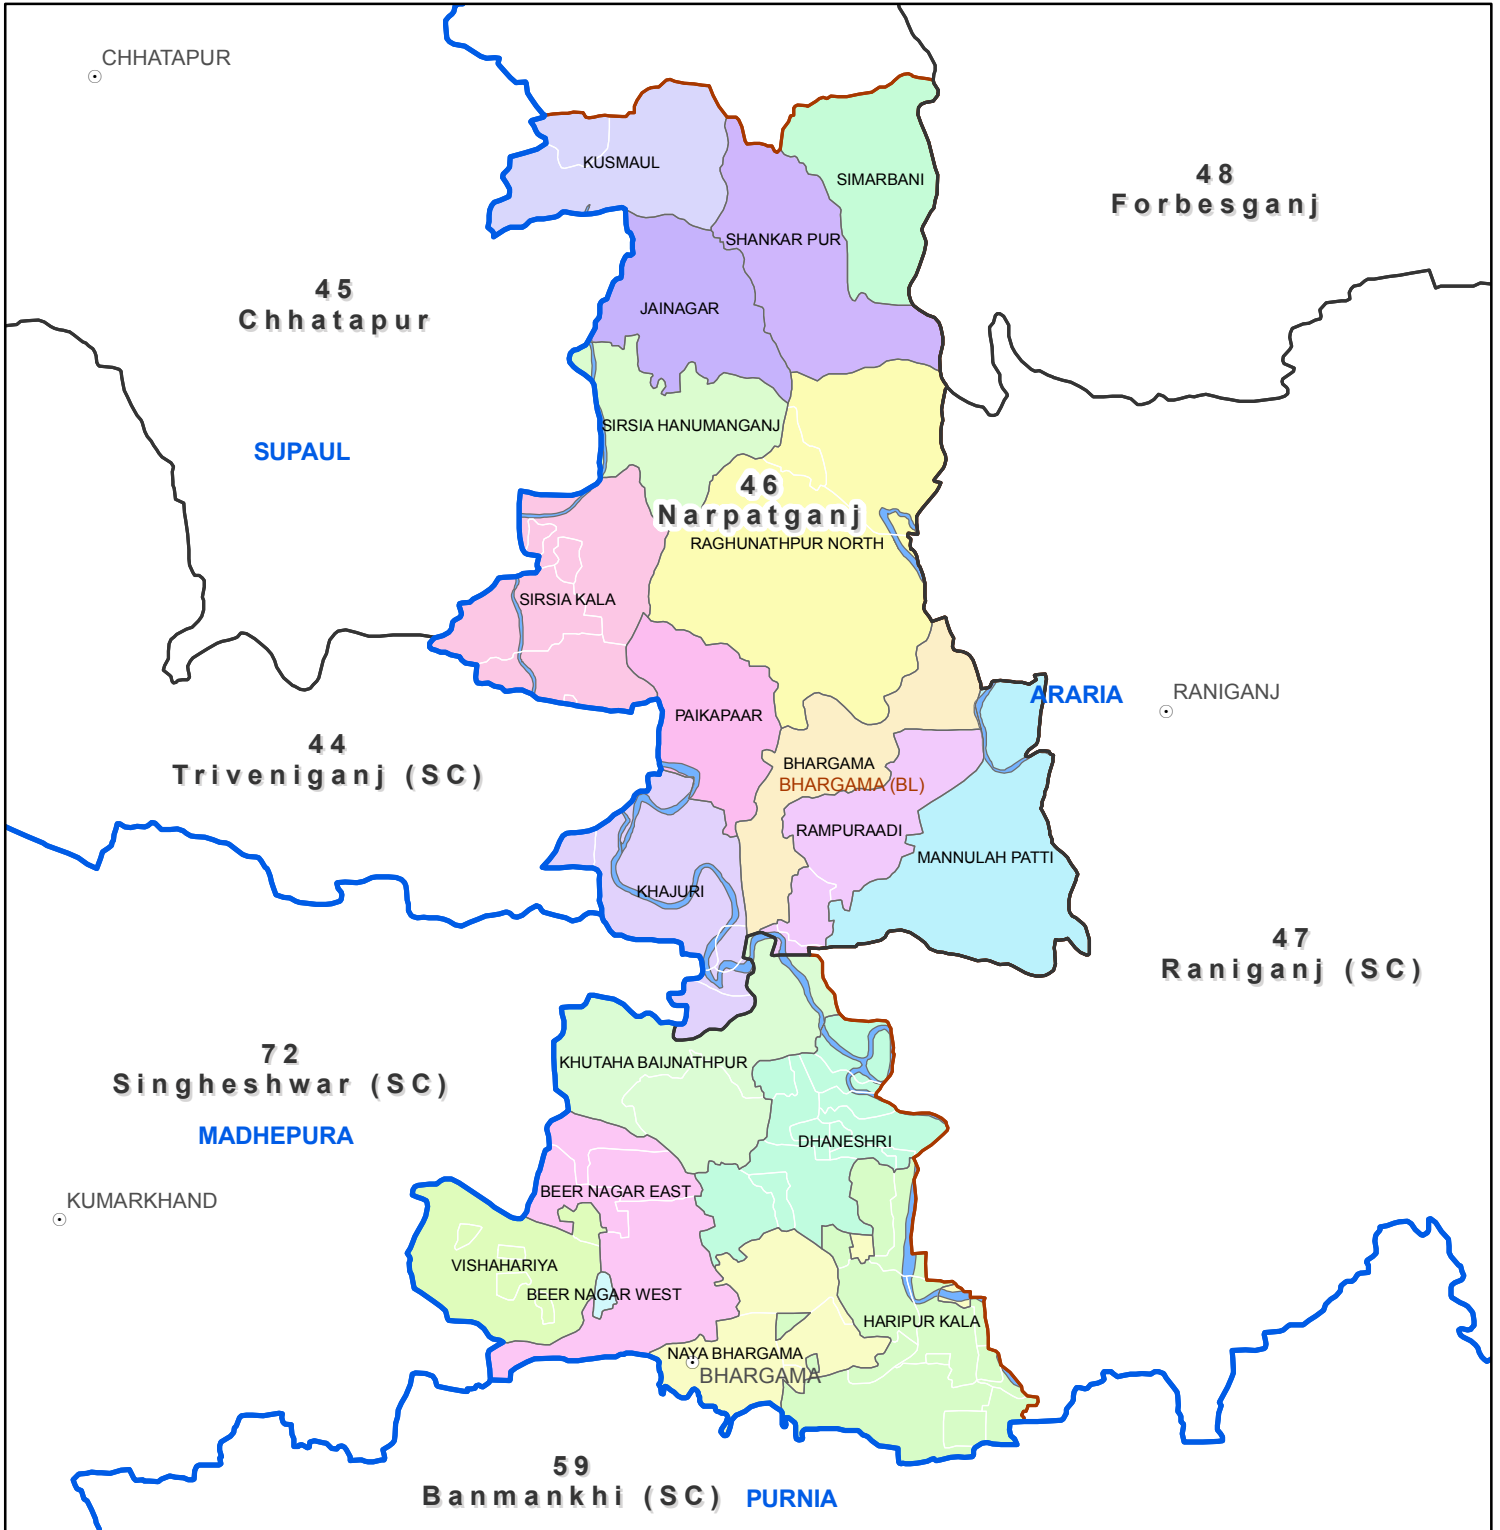 CHHATAPUR
KUSMAUL
SIMARBANI
48
Forbesganj
SHANKAR PUR
45
Chhatapur
JAINAGAR
SIRSIA HANUMANGANJ
SUPAUL
46
Narpatganj
RAGHUNATHPUR NORTH
SIRSIA KALA
ARARIA
RANIGANJ
PAIKAPAAR
44
Triveniganj (SC)
BHARGAMA
BHARGAMA (BL)
RAMPURAADI
MANNULAH PATTI
KHAJURI
47
Raniganj (SC)
72
Singheshwar (SC)
KHUTAHA BAIJNATHPUR
MADHEPURA
DHANESHRI
BEER NAGAR EAST
KUMARKHAND
VISHAHARIYA
BEER NAGAR WEST
HARIPUR KALA
NAYA BHARGAMA
BHARGAMA
59
Banmankhi (SC)
PURNIA